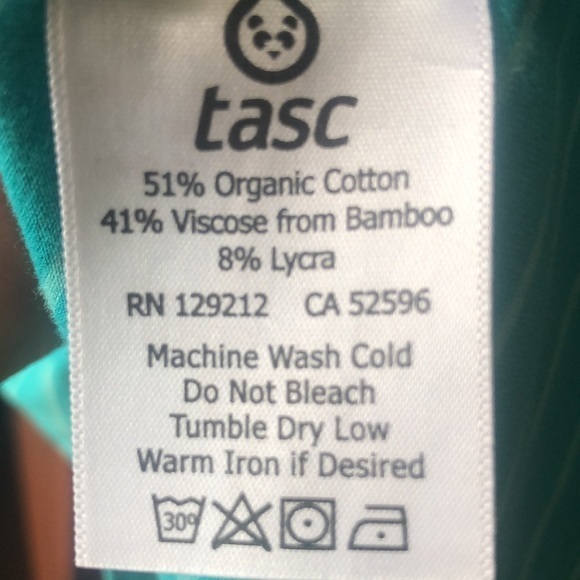 tasc
51% Organic Cotton
41% Viscose from Bamboo
8% Lycra
RN 129212 CA 52596
Machine Wash Cold
Do Not Bleach
Tumble Dry Low
Warm Iron if Desired
30°